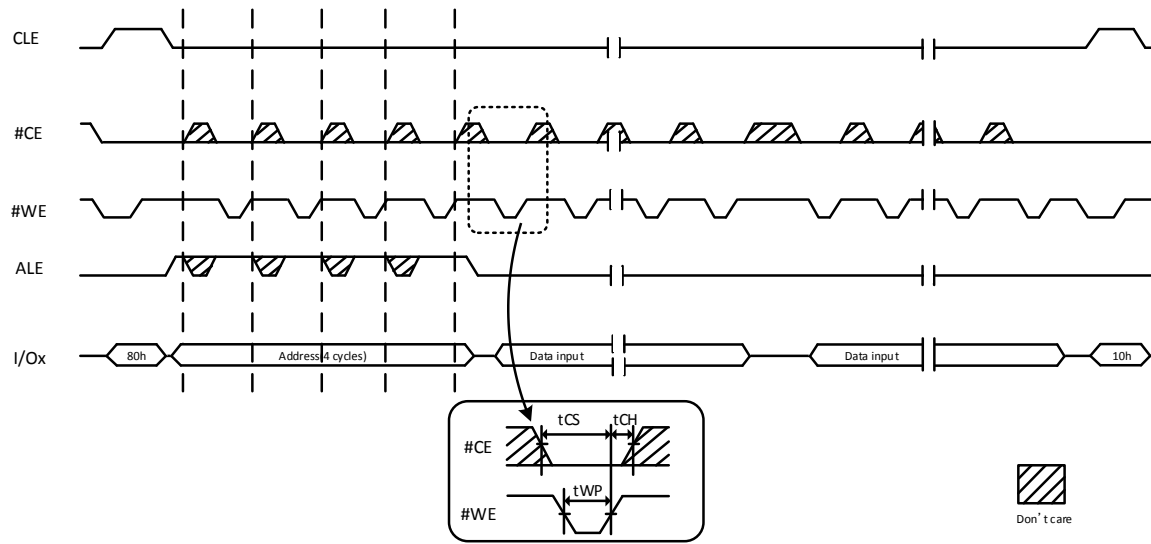 CLE
#CE
#WE
ALE
I/Ox
80h
Address(4 cycles)
Data input
Data input
10h
tCS
tCH
#CE
tWP
#WE
Don't care